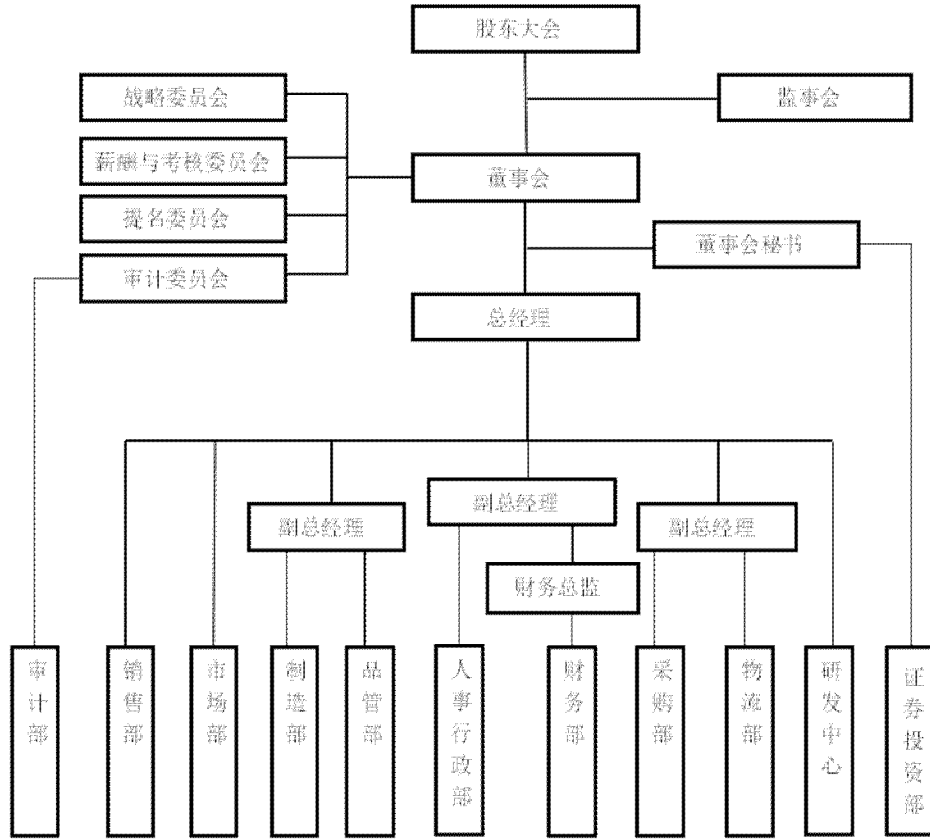 股东大会
战略委员会
监事会
薪酬与考核委员会
董事会
提名委员会
董事会秘书
审计委员会
总经理
副总经理
副总经理
副总经理
财务总监
审计部
销售部
市场部
制造部
品管部
人事行政部
财务部
采购部
物流部
研发中心
证券投资部